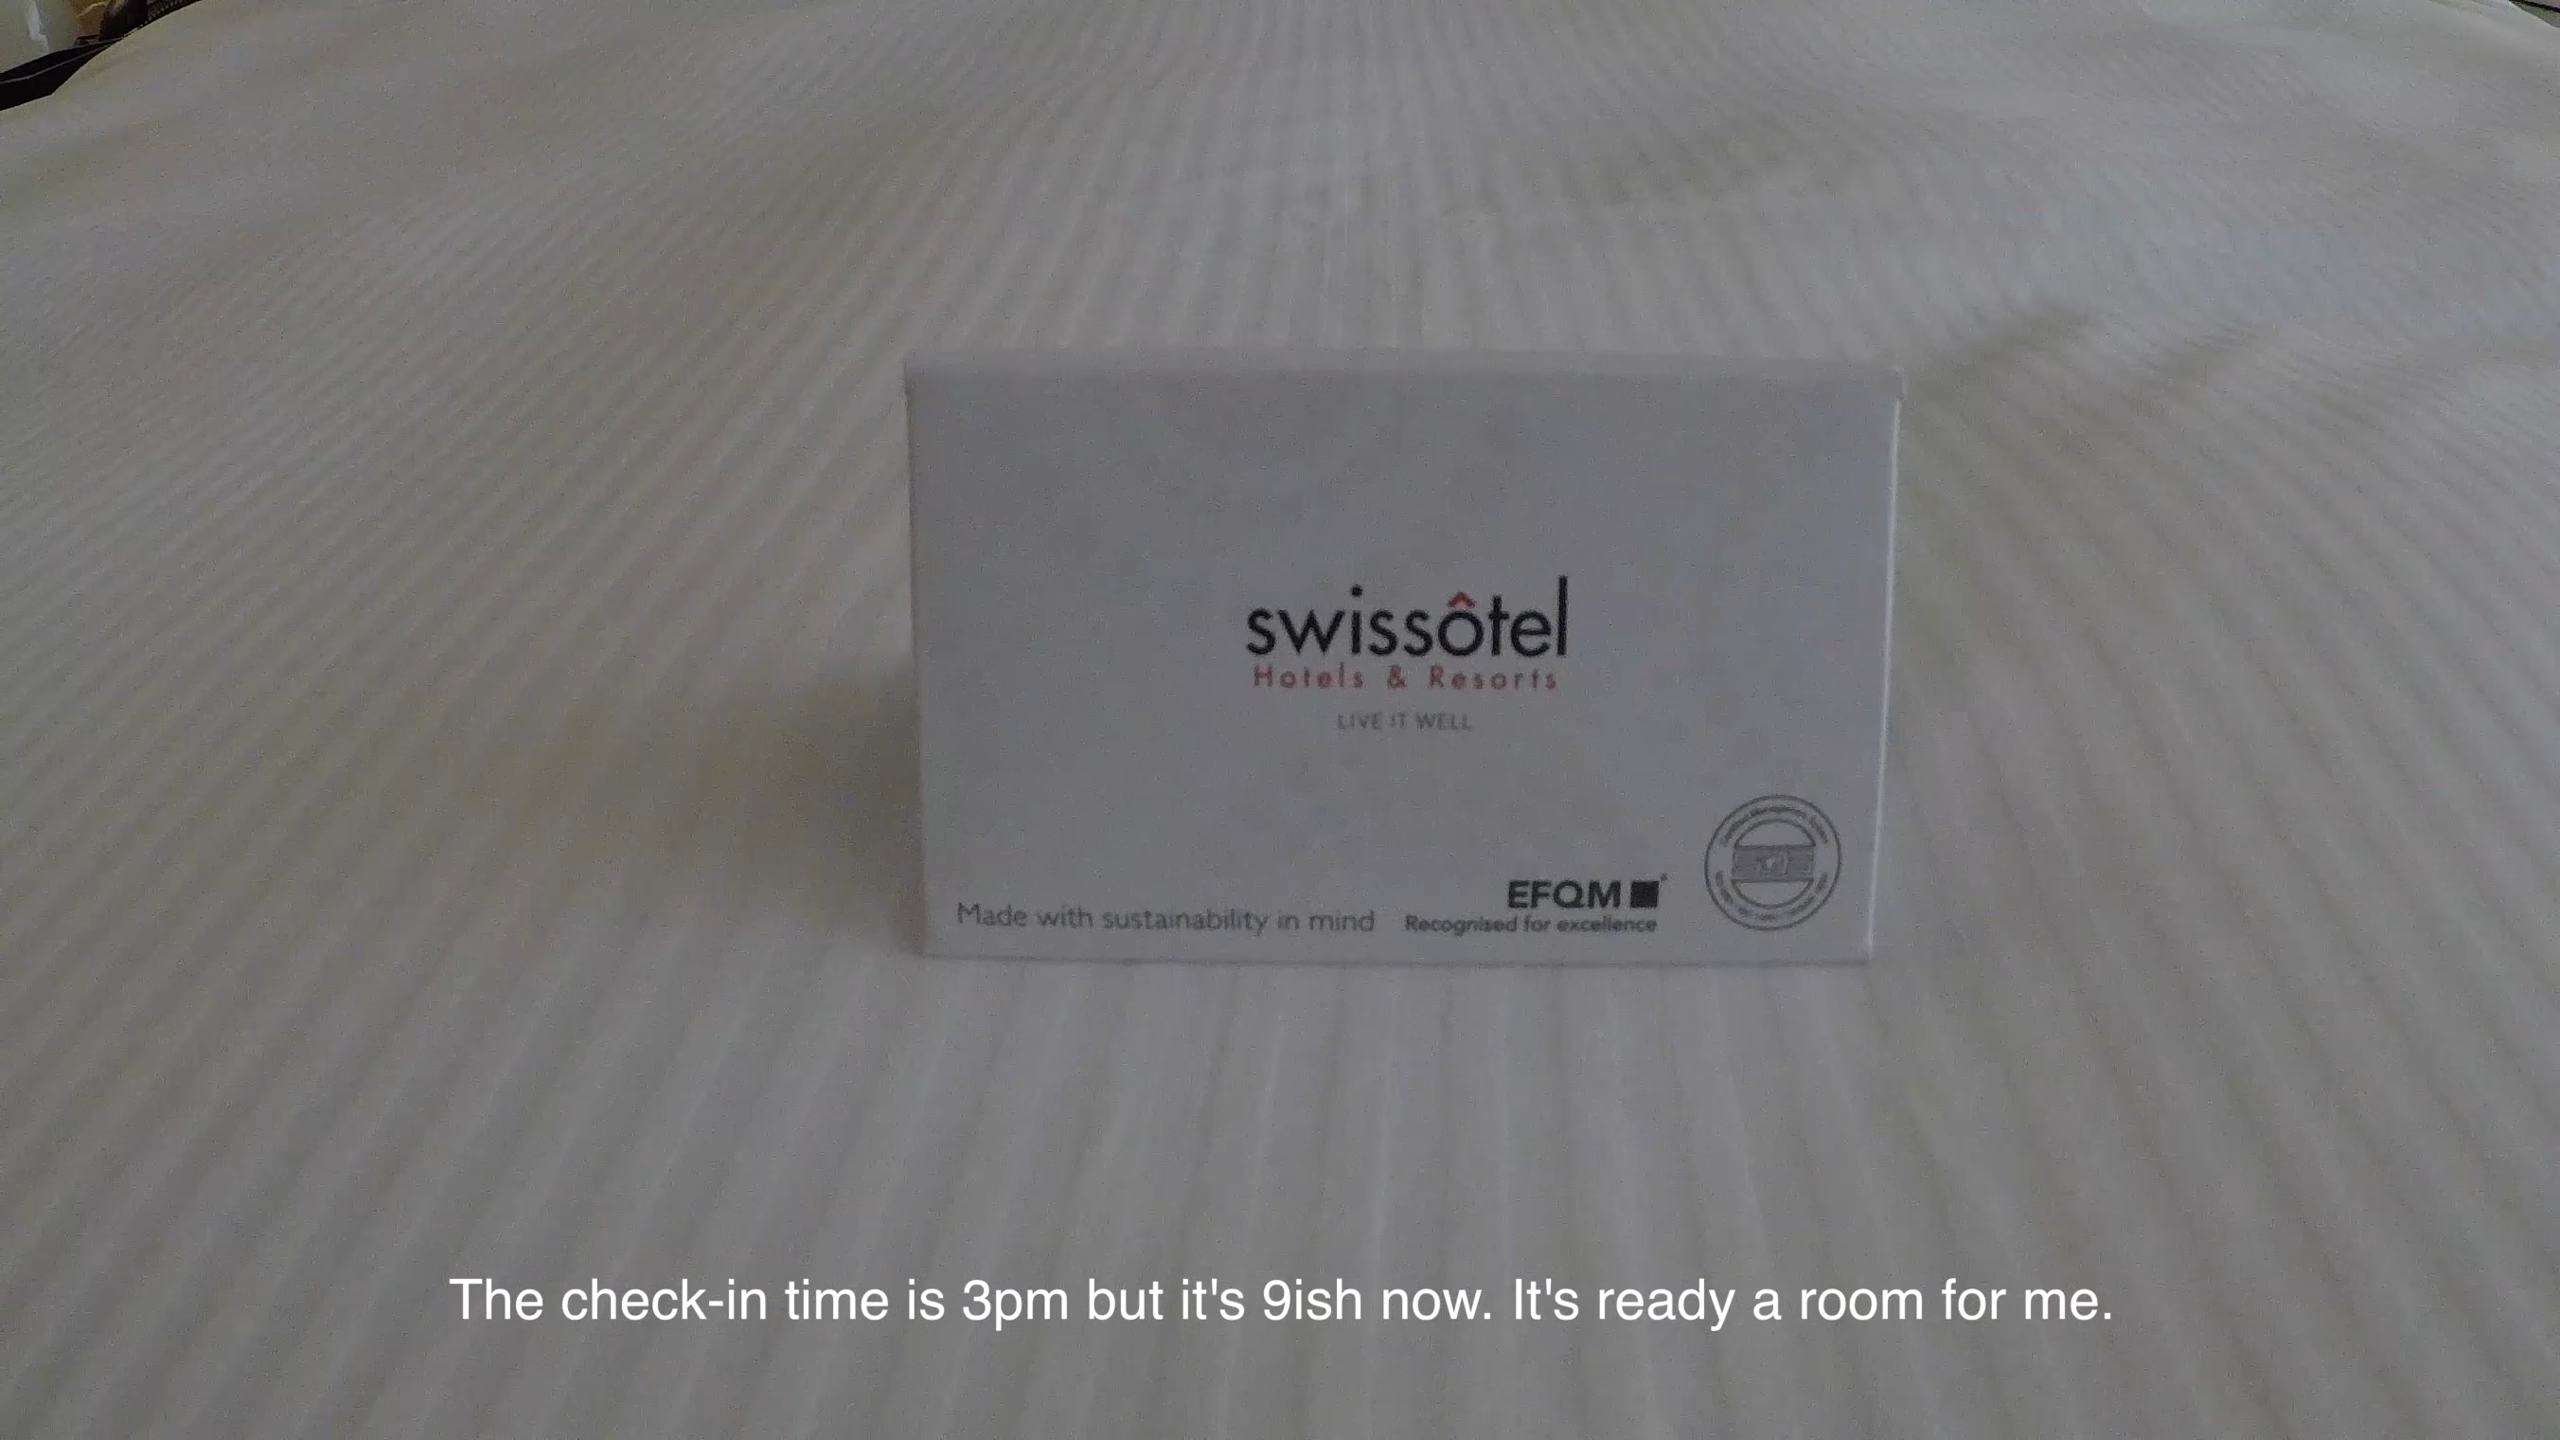 swissôtel
Hotels & Resorts
LIVE IT WELL
EFQM
Made with sustainability in mind
Recognised for excellence
The check-in time is 3pm but it's 9ish now. It's ready a room for me.